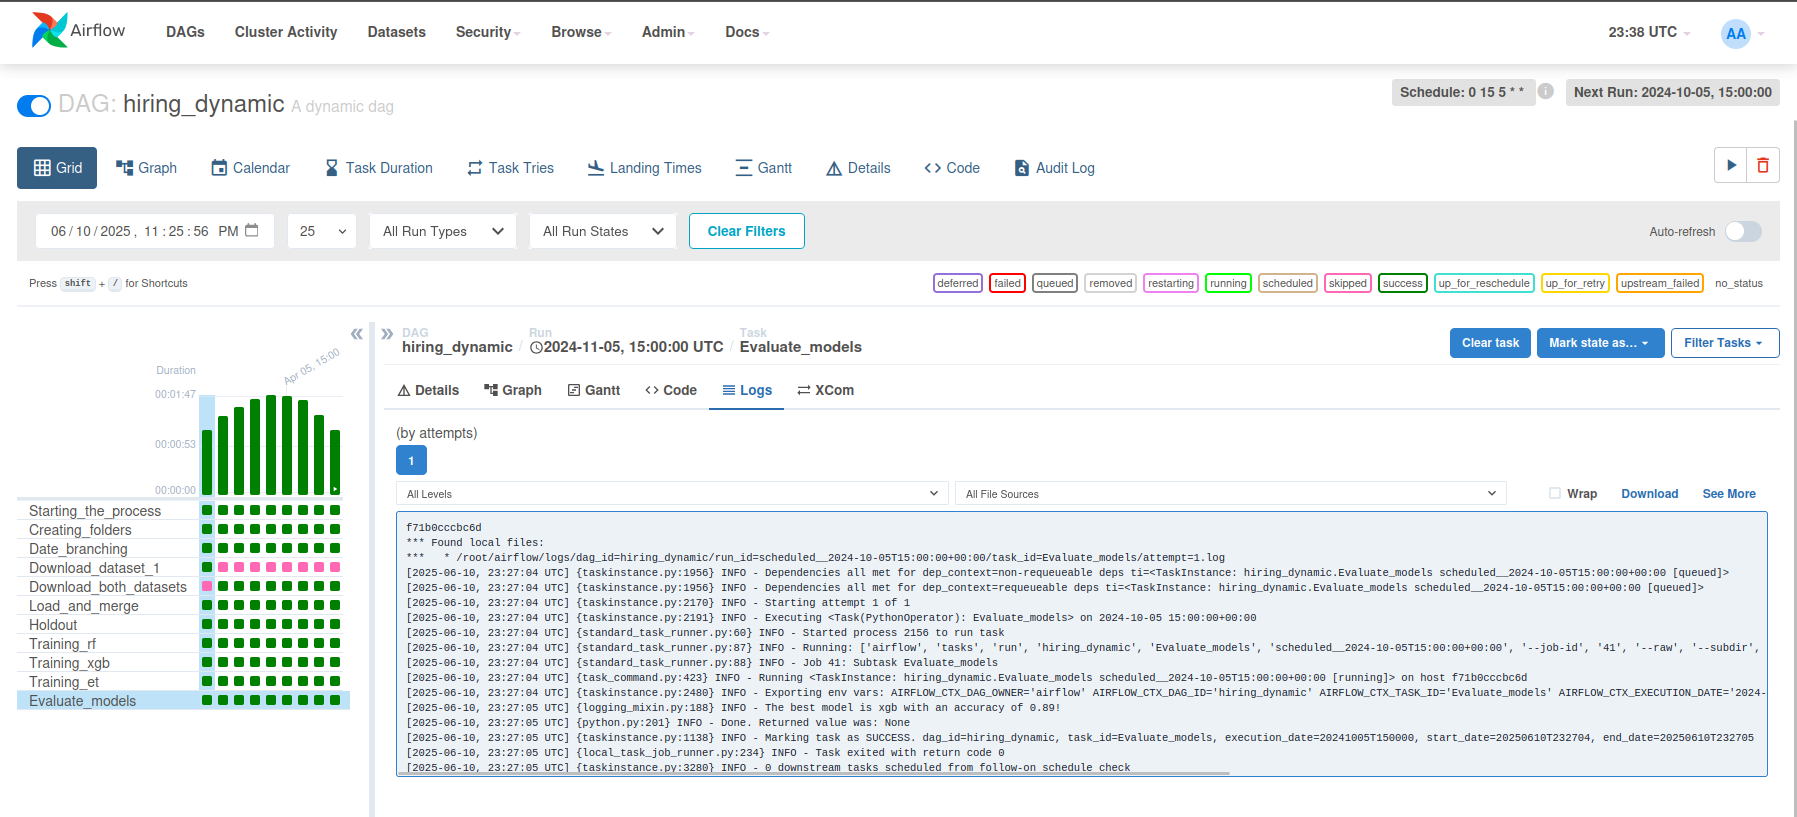 Airflow DAGs Cluster Activity Datasets Security Browse Admin Docs 23:38 UTC AA
DAG: hiring_dynamic A dynamic dag Schedule: 0 15 5 * * i Next Run: 2024-10-05, 15:00:00
Grid Graph Calendar Task Duration Task Tries Landing Times Gantt Details Code Audit Log
06/10/2025, 11:25:56 PM 25 All Run Types All Run States Clear Filters Auto-refresh
Press shift + / for Shortcuts deferred failed queued removed restarting running scheduled skipped success up_for_reschedule up_for_retry upstream_failed no_status
Duration
Apr 05, 15:00
00:01:47
00:00:53
00:00:00
Starting_the_process
Creating_folders
Date_branching
Download_dataset_1
Download_both_datasets
Load_and_merge
Holdout
Training_rf
Training_xgb
Training_et
Evaluate_models
DAG Run Task
hiring_dynamic / 2024-11-05, 15:00:00 UTC / Evaluate_models
Clear task Mark state as... Filter Tasks
Details Graph Gantt Code Logs XCom
(by attempts)
1
All Levels All File Sources Wrap Download See More
f71b0cccbc6d
*** Found local files:
***   * /root/airflow/logs/dag_id=hiring_dynamic/run_id=scheduled__2024-10-05T15:00:00+00:00/task_id=Evaluate_models/attempt=1.log
[2025-06-10, 23:27:04 UTC] {taskinstance.py:1956} INFO - Dependencies all met for dep_context=non-requeueable deps ti=<TaskInstance: hiring_dynamic.Evaluate_models scheduled__2024-10-05T15:00:00+00:00 [queued]>
[2025-06-10, 23:27:04 UTC] {taskinstance.py:1956} INFO - Dependencies all met for dep_context=requeueable deps ti=<TaskInstance: hiring_dynamic.Evaluate_models scheduled__2024-10-05T15:00:00+00:00 [queued]>
[2025-06-10, 23:27:04 UTC] {taskinstance.py:2170} INFO - Starting attempt 1 of 1
[2025-06-10, 23:27:04 UTC] {taskinstance.py:2191} INFO - Executing <Task(PythonOperator): Evaluate_models> on 2024-10-05 15:00:00+00:00
[2025-06-10, 23:27:04 UTC] {standard_task_runner.py:60} INFO - Started process 2156 to run task
[2025-06-10, 23:27:04 UTC] {standard_task_runner.py:87} INFO - Running: ['airflow', 'tasks', 'run', 'hiring_dynamic', 'Evaluate_models', 'scheduled__2024-10-05T15:00:00+00:00', '--job-id', '41', '--raw', '--subdir',
[2025-06-10, 23:27:04 UTC] {standard_task_runner.py:88} INFO - Job 41: Subtask Evaluate_models
[2025-06-10, 23:27:04 UTC] {task_command.py:423} INFO - Running <TaskInstance: hiring_dynamic.Evaluate_models scheduled__2024-10-05T15:00:00+00:00 [running]> on host f71b0cccbc6d
[2025-06-10, 23:27:04 UTC] {taskinstance.py:2480} INFO - Exporting env vars: AIRFLOW_CTX_DAG_OWNER='airflow' AIRFLOW_CTX_DAG_ID='hiring_dynamic' AIRFLOW_CTX_TASK_ID='Evaluate_models' AIRFLOW_CTX_EXECUTION_DATE='2024-
[2025-06-10, 23:27:05 UTC] {logging_mixin.py:188} INFO - The best model is xgb with an accuracy of 0.89!
[2025-06-10, 23:27:05 UTC] {python.py:201} INFO - Done. Returned value was: None
[2025-06-10, 23:27:05 UTC] {taskinstance.py:1138} INFO - Marking task as SUCCESS. dag_id=hiring_dynamic, task_id=Evaluate_models, execution_date=20241005T150000, start_date=20250610T232704, end_date=20250610T232705
[2025-06-10, 23:27:05 UTC] {local_task_job_runner.py:234} INFO - Task exited with return code 0
[2025-06-10, 23:27:05 UTC] {taskinstance.py:3280} INFO - 0 downstream tasks scheduled from follow-on schedule check